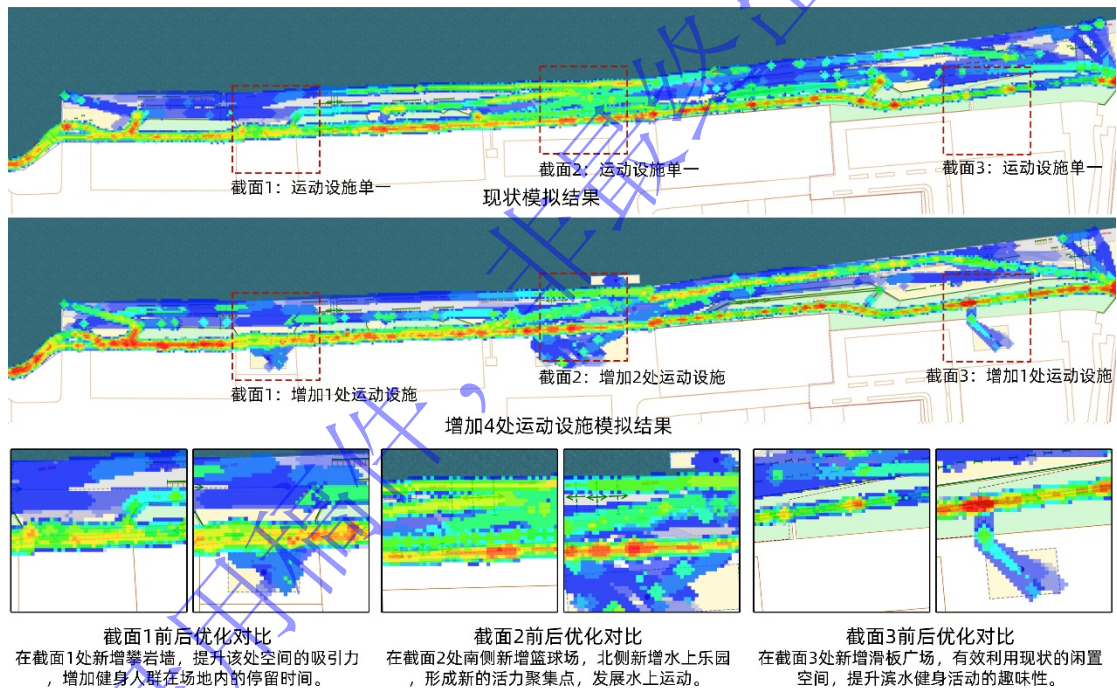 截面1：运动设施单一
截面2：运动设施单一
截面3：运动设施单一
现状模拟结果
截面1：增加1处运动设施
截面2：增加2处运动设施
截面3：增加1处运动设施
增加4处运动设施模拟结果
截面1前后优化对比
在截面1处新增攀岩墙，提升该处空间的吸引力
，增加健身人群在场地内的停留时间。
截面2前后优化对比
在截面2处南侧新增篮球场，北侧新增水上乐园
，形成新的活力聚集点，发展水上运动。
截面3前后优化对比
在截面3处新增滑板广场，有效利用现状的闲置
空间，提升滨水健身活动的趣味性。
用稿件，非最终